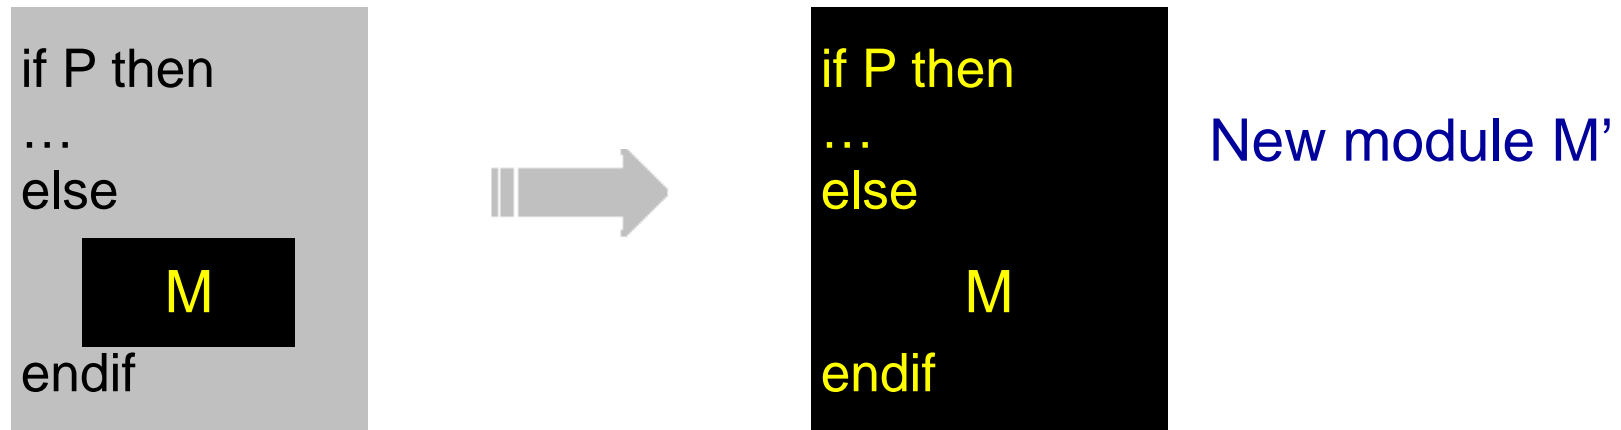 if P then
…
else
M
endif
if P then
…
else
M
endif
New module M’